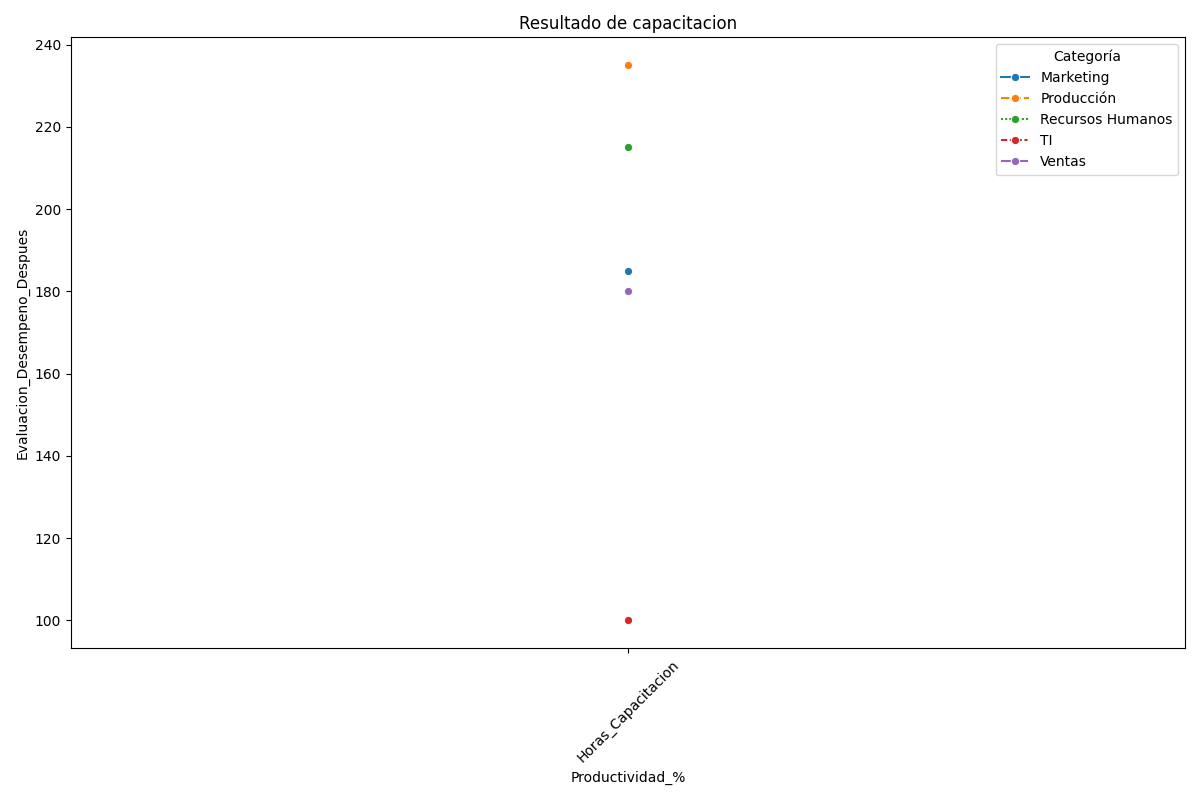 Resultado de capacitacion
Evaluacion_Desempeno_Despues
240
220
200
180
160
140
120
100
Categoría
Marketing
Producción
Recursos Humanos
TI
Ventas
Horas_Capacitacion
Productividad_%